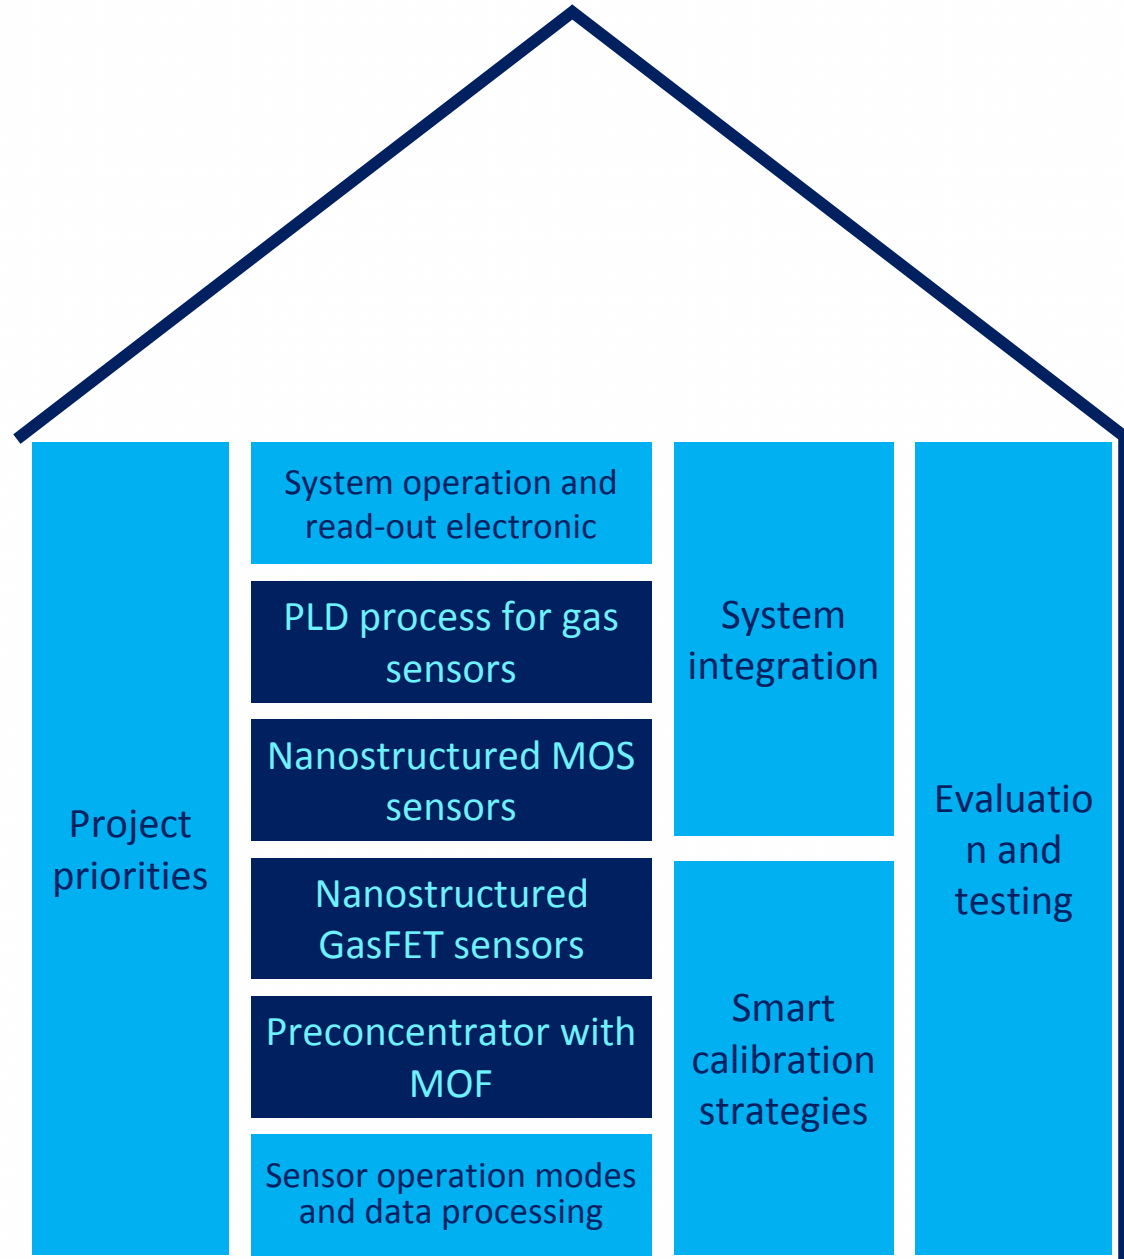 Project
priorities
System operation and
read-out electronic
PLD process for gas
sensors
Nanostructured MOS
sensors
Nanostructured
GasFET sensors
Preconcentrator with
MOF
Sensor operation modes
and data processing
System
integration
Smart
calibration
strategies
Evaluatio
n and
testing